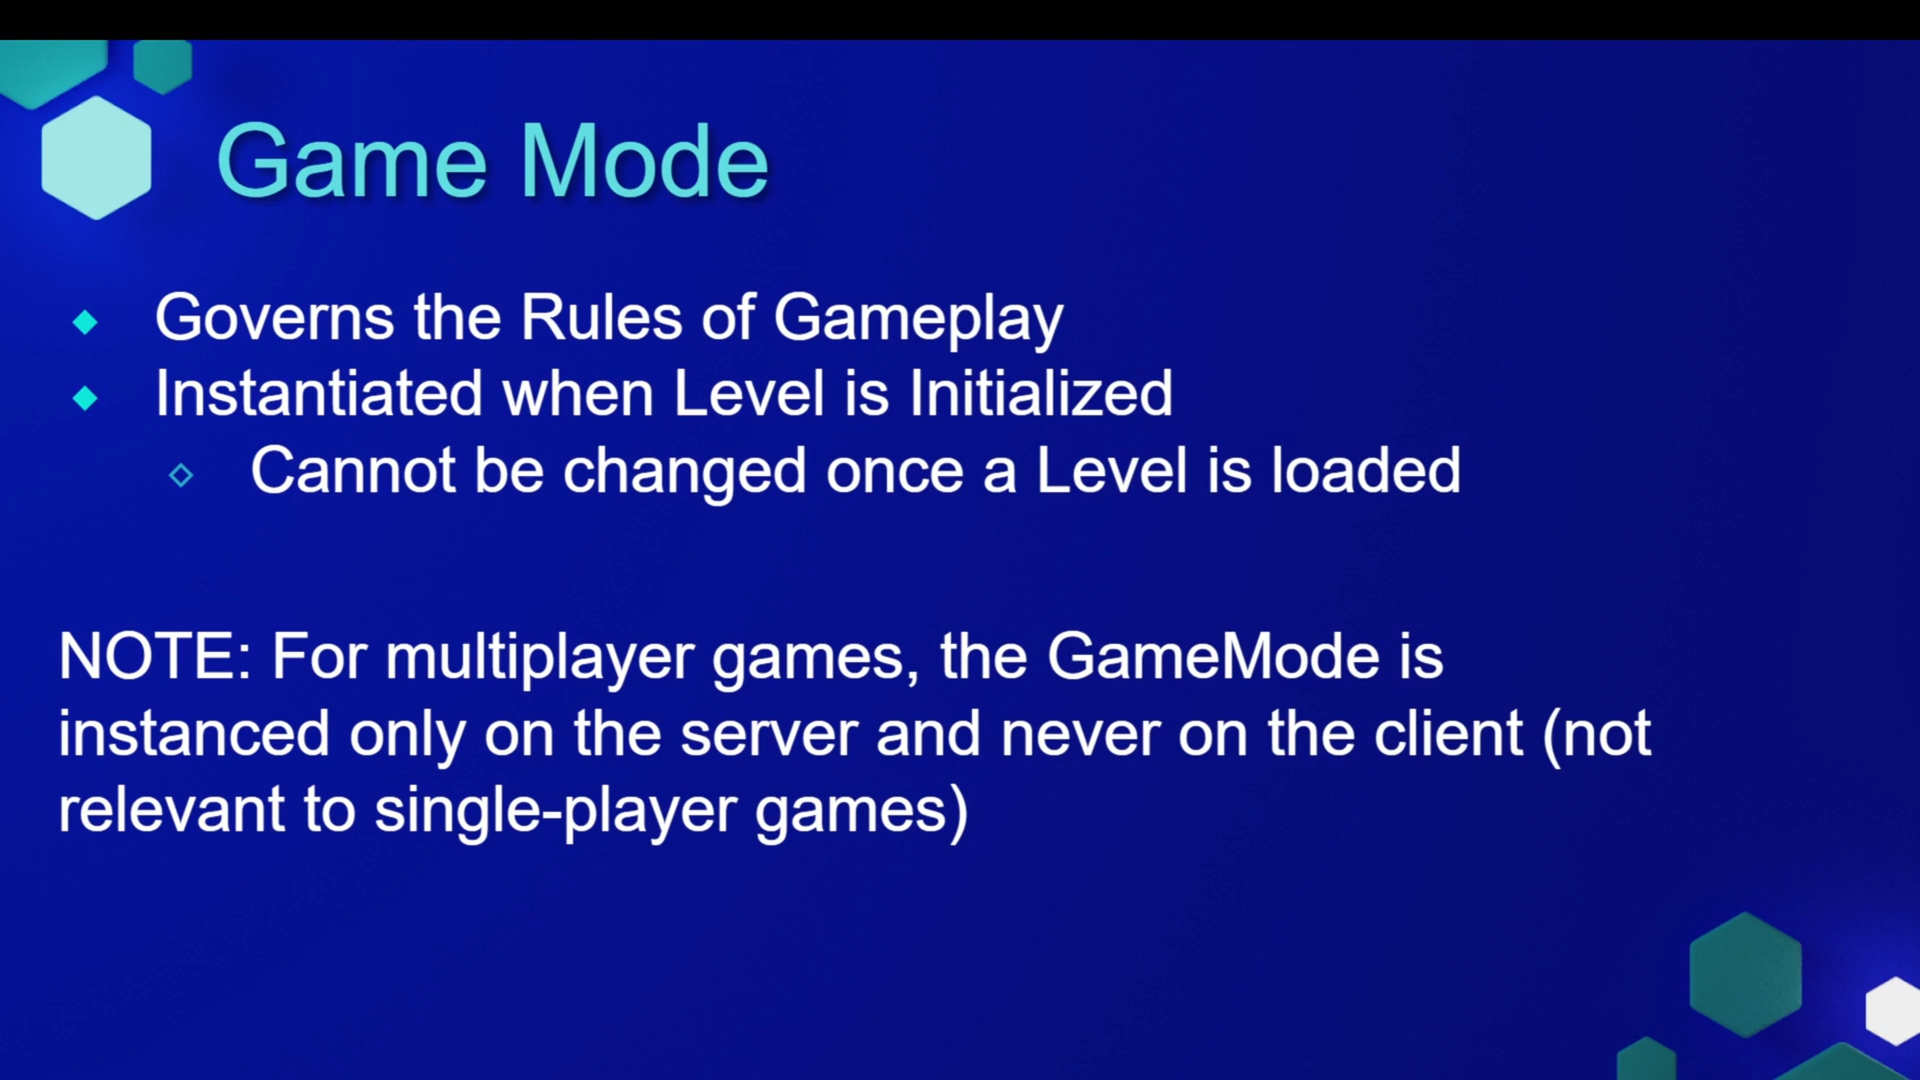 Game Mode
Governs the Rules of Gameplay
Instantiated when Level is Initialized
Cannot be changed once a Level is loaded
NOTE: For multiplayer games, the GameMode is
instanced only on the server and never on the client (not
relevant to single-player games)